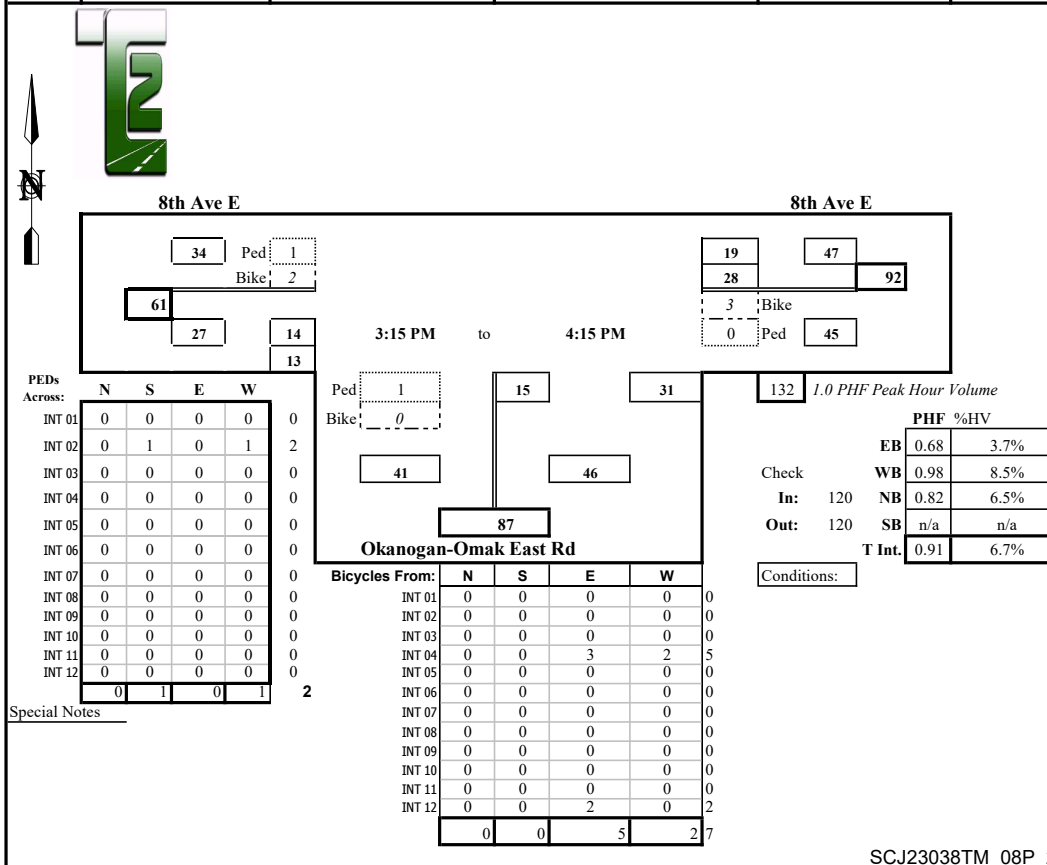 TE2
N
8th Ave E 8th Ave E
34 Ped 1 19 47
Bike 2 28 92
61 3 Bike
27 14 3:15 PM to 4:15 PM 0 Ped 45
13
PEDs Across: N S E W Ped 1 15 31 132 1.0 PHF Peak Hour Volume
INT 01 0 0 0 0 0 Bike 0 PHF %HV
INT 02 0 1 0 1 2 EB 0.68 3.7%
INT 03 0 0 0 0 0 41 46 Check WB 0.98 8.5%
INT 04 0 0 0 0 0 In: 120 NB 0.82 6.5%
INT 05 0 0 0 0 0 87 Out: 120 SB n/a n/a
INT 06 0 0 0 0 0 Okanogan-Omak East Rd T Int. 0.91 6.7%
INT 07 0 0 0 0 0 Bicycles From: N S E W Conditions:
INT 08 0 0 0 0 0 INT 01 0 0 0 0 0
INT 09 0 0 0 0 0 INT 02 0 0 0 0 0
INT 10 0 0 0 0 0 INT 03 0 0 0 0 0
INT 11 0 0 0 0 0 INT 04 0 0 3 2 5
INT 12 0 0 0 0 0 INT 05 0 0 0 0 0
0 1 0 1 2 INT 06 0 0 0 0 0
Special Notes INT 07 0 0 0 0 0
INT 08 0 0 0 0 0
INT 09 0 0 0 0 0
INT 10 0 0 0 0 0
INT 11 0 0 0 0 0
INT 12 0 0 2 0 2
0 0 5 2 7
SCJ23038TM_08P